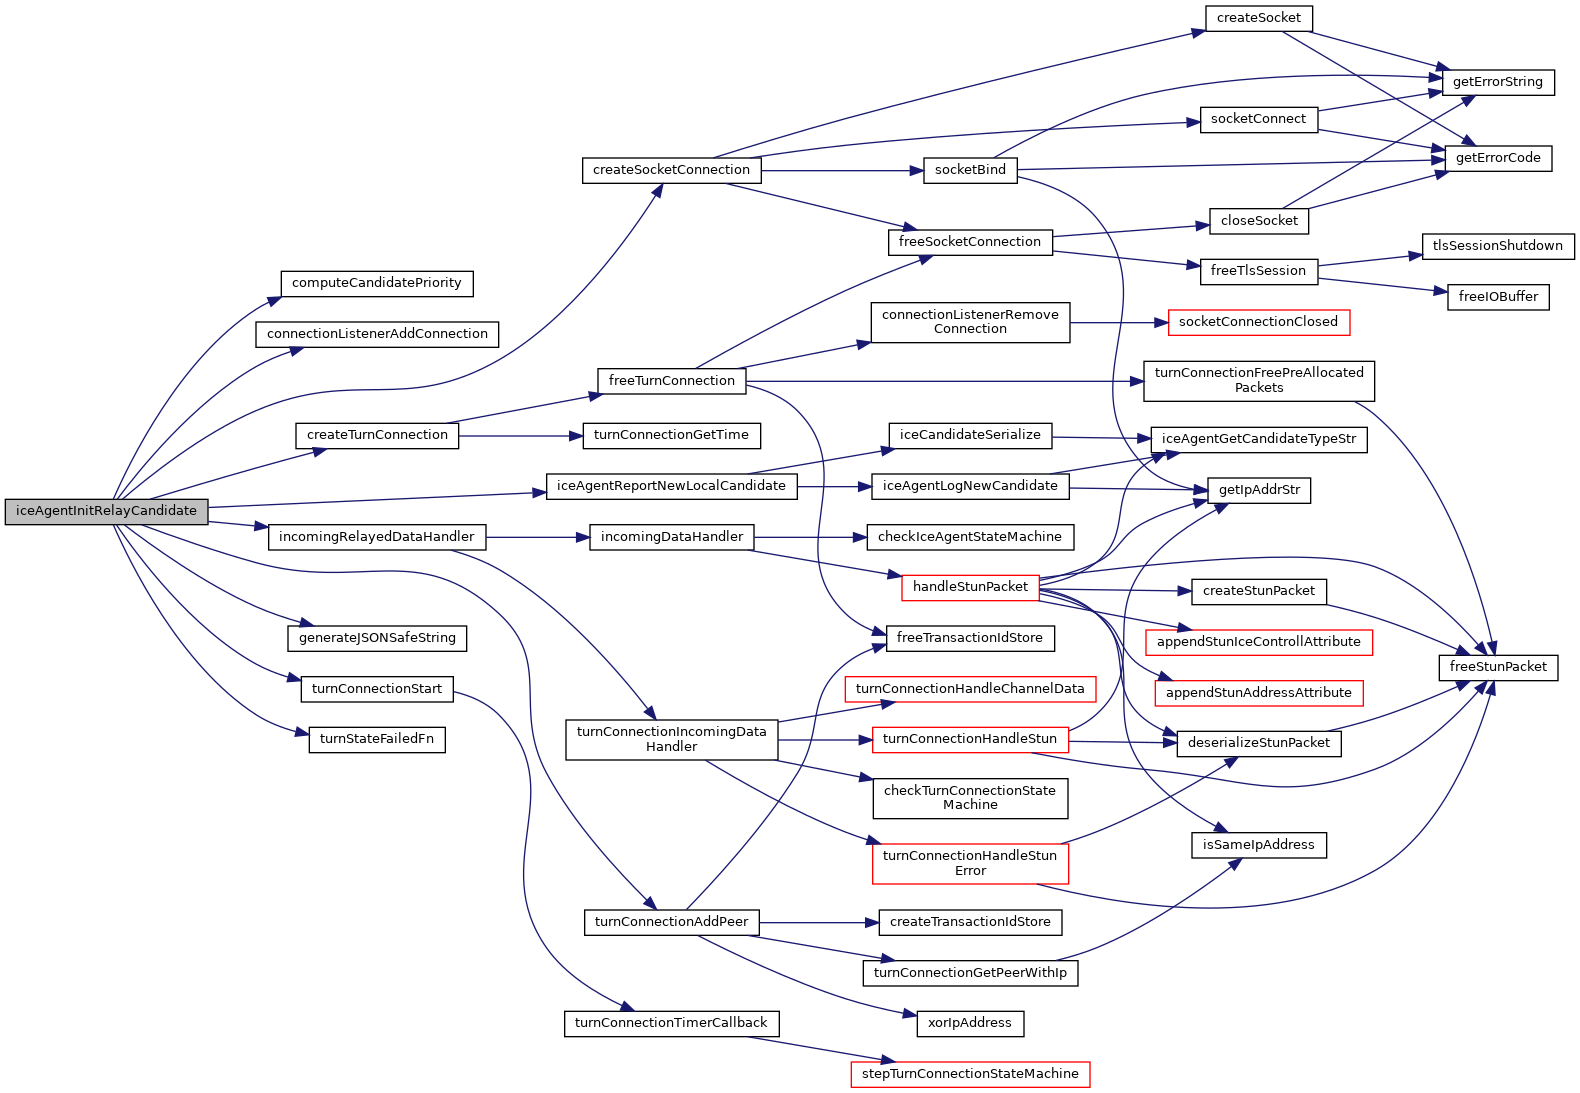 iceAgentInitRelayCandidate
computeCandidatePriority
connectionListenerAddConnection
createTurnConnection
incomingRelayedDataHandler
generateJSONSafeString
turnConnectionStart
turnStateFailedFn
createSocketConnection
freeTurnConnection
turnConnectionGetTime
iceAgentReportNewLocalCandidate
incomingDataHandler
turnConnectionIncomingData
Handler
turnConnectionAddPeer
turnConnectionTimerCallback
socketBind
freeSocketConnection
connectionListenerRemove
Connection
iceCandidateSerialize
iceAgentLogNewCandidate
checkIceAgentStateMachine
handleStunPacket
freeTransactionIdStore
turnConnectionHandleChannelData
turnConnectionHandleStun
checkTurnConnectionState
Machine
turnConnectionHandleStun
Error
createTransactionIdStore
turnConnectionGetPeerWithIp
xorIpAddress
stepTurnConnectionStateMachine
createSocket
socketConnect
closeSocket
freeTlsSession
socketConnectionClosed
turnConnectionFreePreAllocated
Packets
iceAgentGetCandidateTypeStr
getIpAddrStr
createStunPacket
appendStunIceControllAttribute
appendStunAddressAttribute
deserializeStunPacket
isSameIpAddress
getErrorString
getErrorCode
tlsSessionShutdown
freeIOBuffer
freeStunPacket